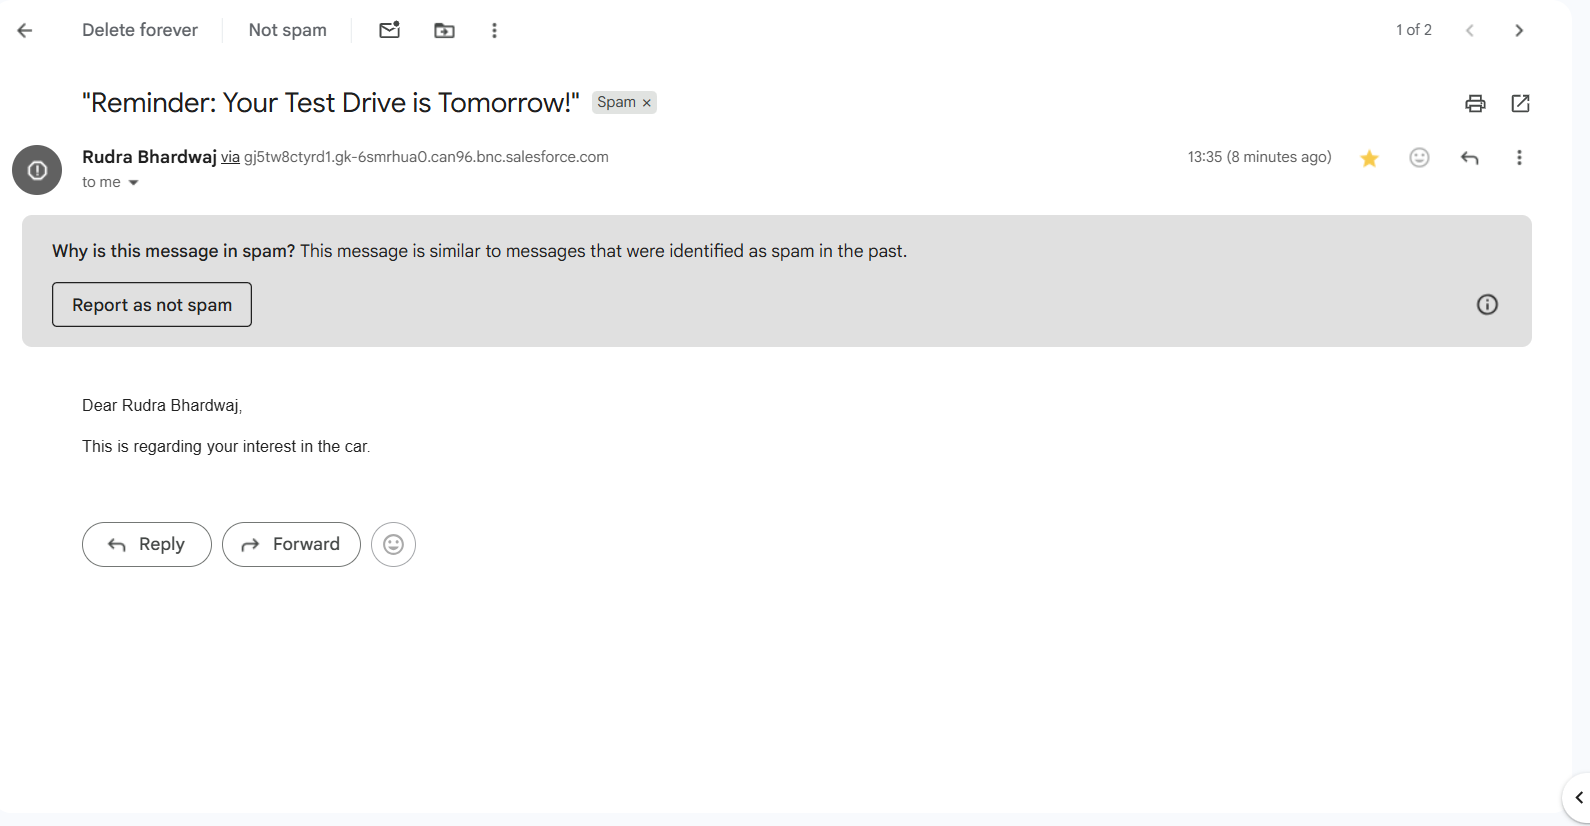 Delete forever
Not spam
1 of 2
"Reminder: Your Test Drive is Tomorrow!"
Spam ×
Rudra Bhardwaj via gj5tw8ctyrd1.gk-6smrhua0.can96.bnc.salesforce.com
13:35 (8 minutes ago)
to me
Why is this message in spam? This message is similar to messages that were identified as spam in the past.
Report as not spam
Dear Rudra Bhardwaj,
This is regarding your interest in the car.
Reply
Forward